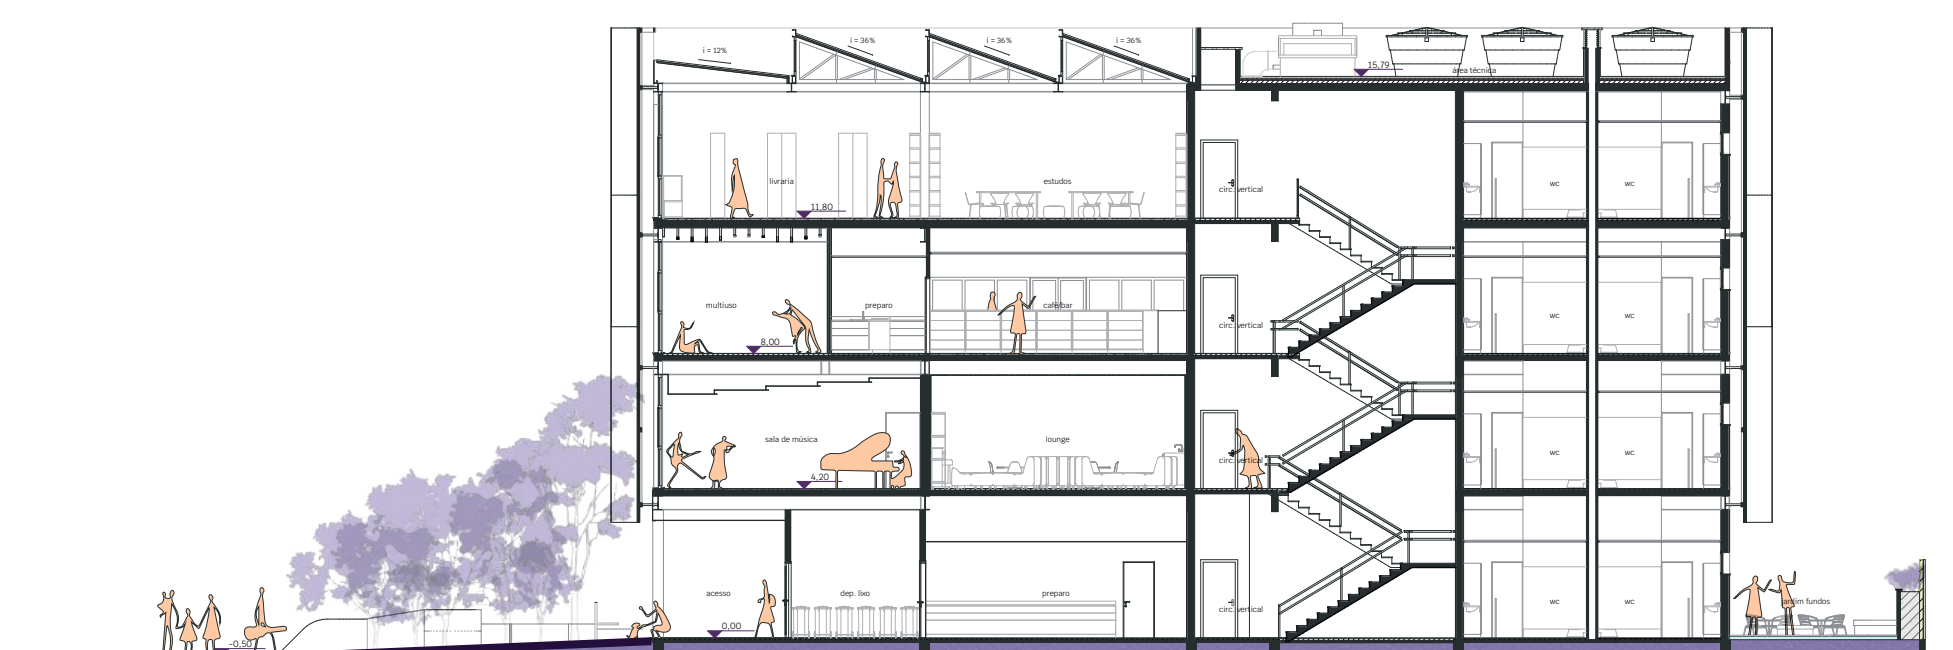 i = 12%
i = 36%
i = 36%
i = 36%
15,79
área técnica
livraria
estudos
circ. vertical
wc
wc
11,80
multiuso
preparo
café/bar
circ. vertical
wc
wc
8,00
sala de música
lounge
circ. vertical
wc
wc
4,20
acesso
dep. lixo
preparo
circ. vertical
wc
wc
jardim fundos
0,00
-0,50